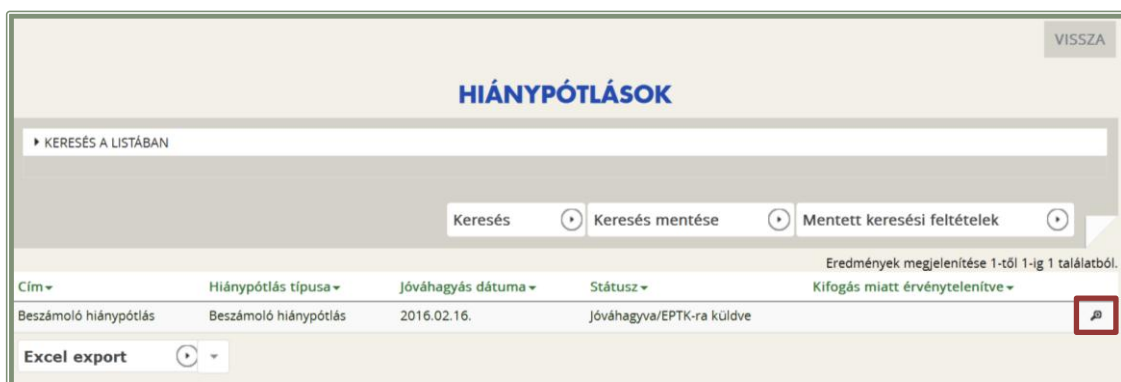 VISSZA
HIÁNYPÓTLÁSOK
KERESÉS A LISTÁBAN
Keresés Keresés mentése Mentett keresési feltételek
Eredmények megjelenítése 1-től 1-ig 1 találatból.
Cím Hiánypótlás típusa Jóváhagyás dátuma Státusz Kifogás miatt érvénytelenítve
Beszámoló hiánypótlás Beszámoló hiánypótlás 2016.02.16. Jóváhagyva/EPTK-ra küldve
Excel export